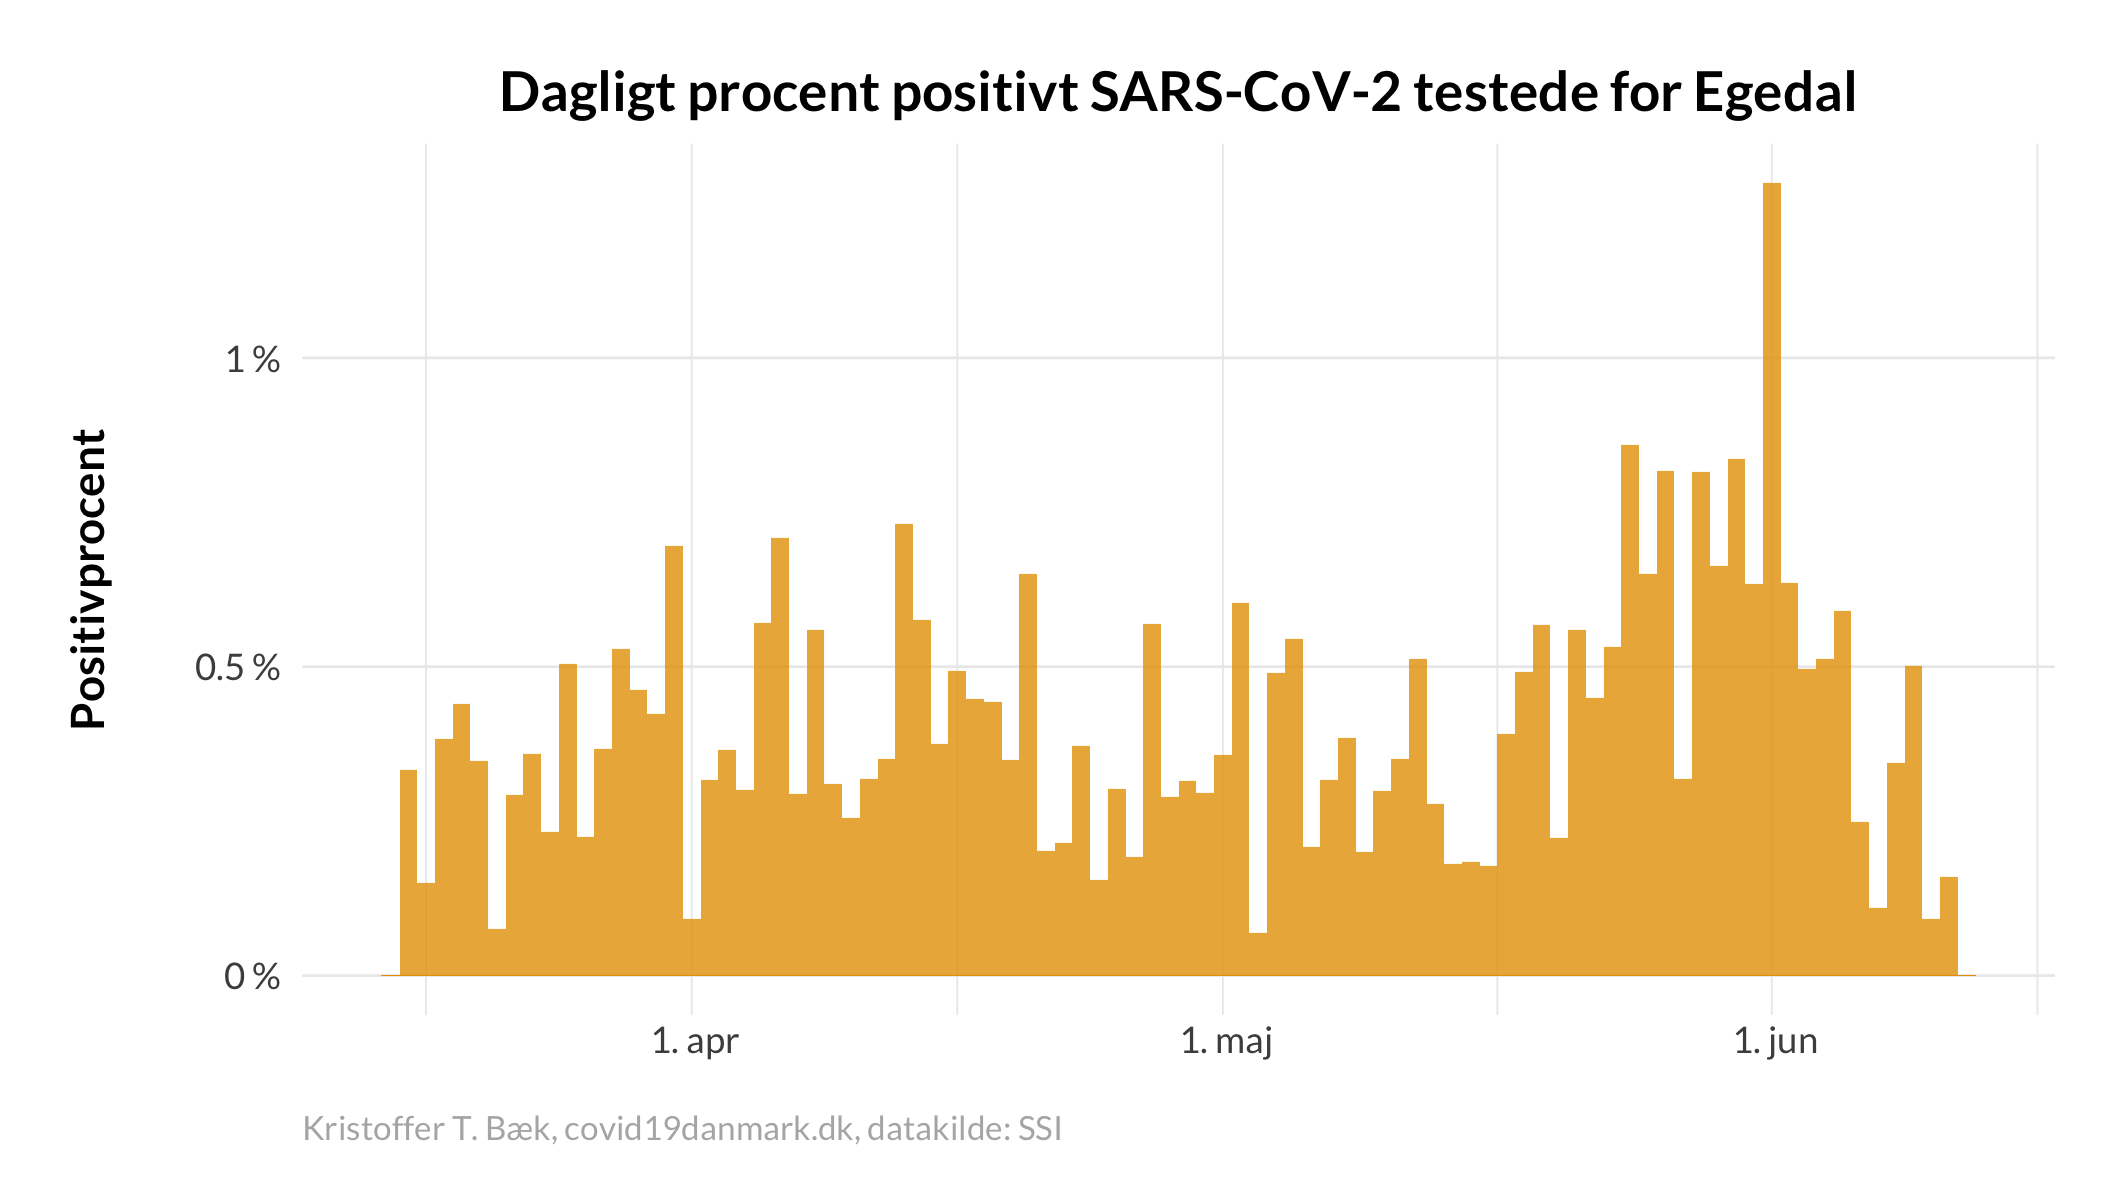 Dagligt procent positivt SARS-CoV-2 testede for Egedal
Positivprocent
1 %
0.5 %
0 %
1. apr
1. maj
1. jun
Kristoffer T. Bæk, covid19danmark.dk, datakilde: SSI